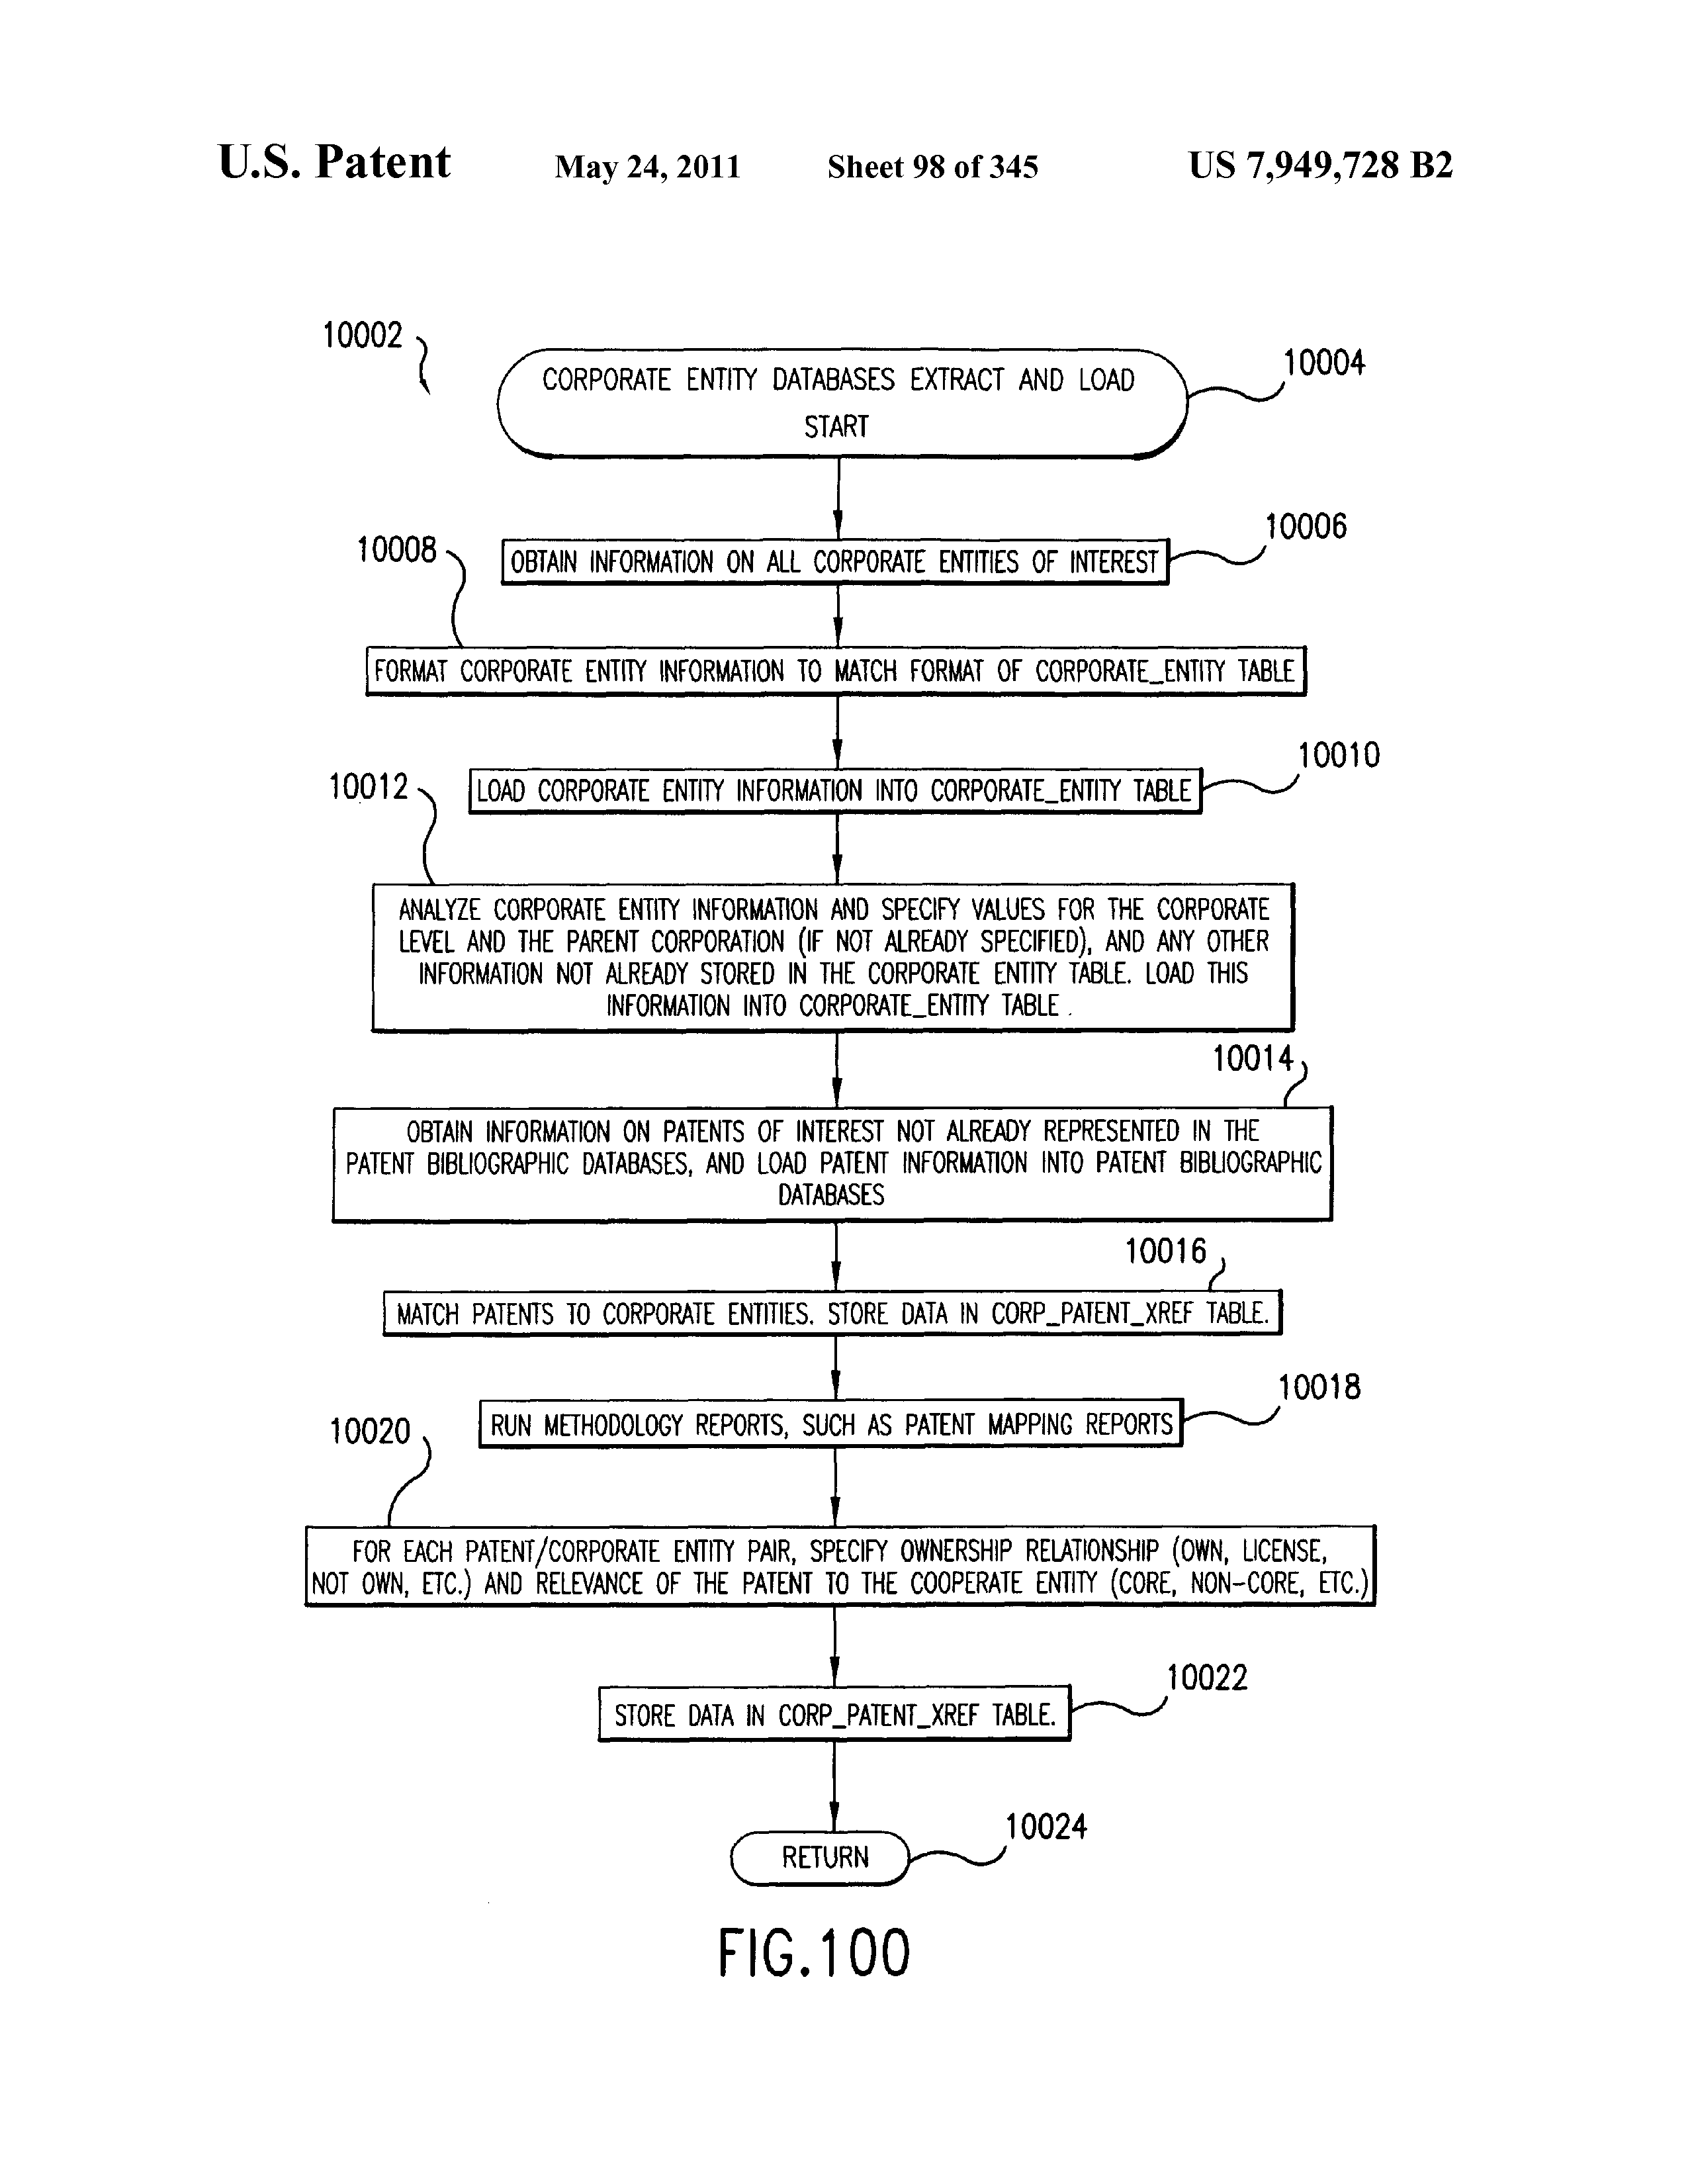 U.S. Patent May 24, 2011 Sheet 98 of 345 US 7,949,728 B2
10002
10004
CORPORATE ENTITY DATABASES EXTRACT AND LOAD
START
10006
10008
OBTAIN INFORMATION ON ALL CORPORATE ENTITIES OF INTEREST
FORMAT CORPORATE ENTITY INFORMATION TO MATCH FORMAT OF CORPORATE_ENTITY TABLE
10010
10012
LOAD CORPORATE ENTITY INFORMATION INTO CORPORATE_ENTITY TABLE
ANALYZE CORPORATE ENTITY INFORMATION AND SPECIFY VALUES FOR THE CORPORATE
LEVEL AND THE PARENT CORPORATION (IF NOT ALREADY SPECIFIED), AND ANY OTHER
INFORMATION NOT ALREADY STORED IN THE CORPORATE ENTITY TABLE. LOAD THIS
INFORMATION INTO CORPORATE_ENTITY TABLE .
10014
OBTAIN INFORMATION ON PATENTS OF INTEREST NOT ALREADY REPRESENTED IN THE
PATENT BIBLIOGRAPHIC DATABASES, AND LOAD PATENT INFORMATION INTO PATENT BIBLIOGRAPHIC
DATABASES
10016
MATCH PATENTS TO CORPORATE ENTITIES. STORE DATA IN CORP_PATENT_XREF TABLE.
10018
10020
RUN METHODOLOGY REPORTS, SUCH AS PATENT MAPPING REPORTS
FOR EACH PATENT/CORPORATE ENTITY PAIR, SPECIFY OWNERSHIP RELATIONSHIP (OWN, LICENSE,
NOT OWN, ETC.) AND RELEVANCE OF THE PATENT TO THE COOPERATE ENTITY (CORE, NON-CORE, ETC.)
10022
STORE DATA IN CORP_PATENT_XREF TABLE.
10024
RETURN
FIG.100